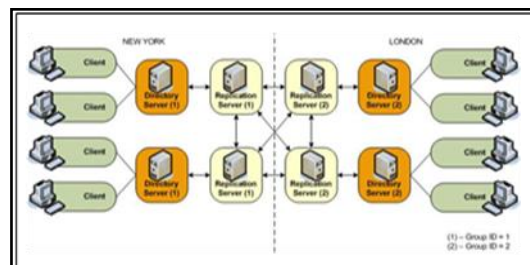 NEW YORK
LONDON
Client
Directory
Server (1)
Replication
Server (1)
Replication
Server (2)
Directory
Server (2)
Client
Client
Client
Client
Directory
Server (1)
Replication
Server (1)
Replication
Server (2)
Directory
Server (2)
Client
Client
Client
(1) – Group ID = 1
(2) – Group ID = 2